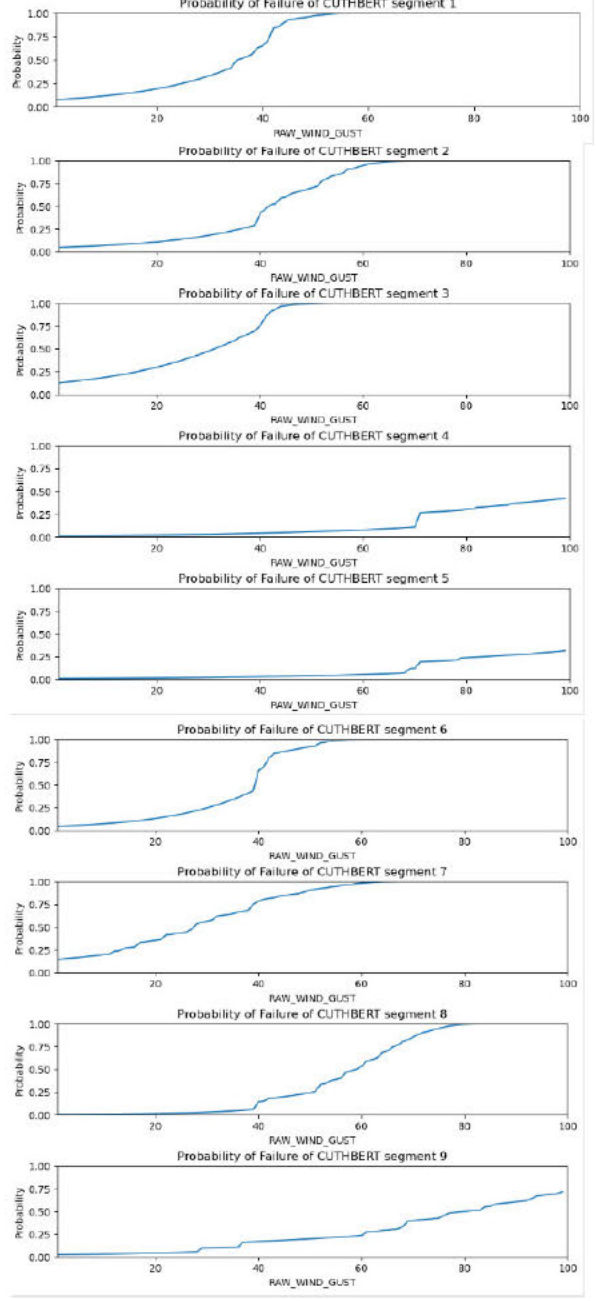 Probability of Failure of CUTHBERT segment 1
1.00
0.75
0.50
0.25
0.00
Probability
20 40 60 80 100
RAW_WIND_GUST
Probability of Failure of CUTHBERT segment 2
1.00
0.75
0.50
0.25
0.00
Probability
20 40 60 80 100
RAW_WIND_GUST
Probability of Failure of CUTHBERT segment 3
1.00
0.75
0.50
0.25
0.00
Probability
20 40 60 80 100
RAW_WIND_GUST
Probability of Failure of CUTHBERT segment 4
1.00
0.75
0.50
0.25
0.00
Probability
20 40 60 80 100
RAW_WIND_GUST
Probability of Failure of CUTHBERT segment 5
1.00
0.75
0.50
0.25
0.00
Probability
20 40 60 80 100
RAW_WIND_GUST
Probability of Failure of CUTHBERT segment 6
1.00
0.75
0.50
0.25
0.00
Probability
20 40 60 80 100
RAW_WIND_GUST
Probability of Failure of CUTHBERT segment 7
1.00
0.75
0.50
0.25
0.00
Probability
20 40 60 80 100
RAW_WIND_GUST
Probability of Failure of CUTHBERT segment 8
1.00
0.75
0.50
0.25
0.00
Probability
20 40 60 80 100
RAW_WIND_GUST
Probability of Failure of CUTHBERT segment 9
1.00
0.75
0.50
0.25
0.00
Probability
20 40 60 80 100
RAW_WIND_GUST